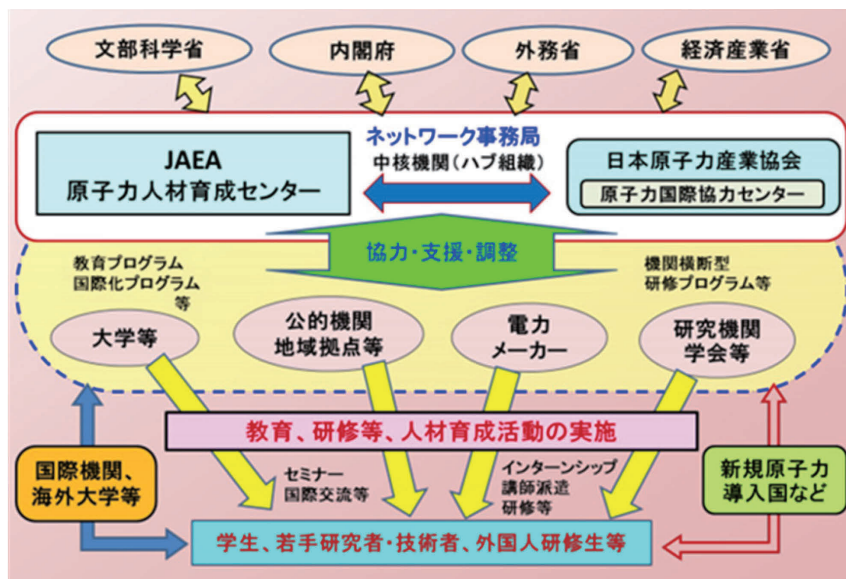 文部科学省
内閣府
外務省
経済産業省
ネットワーク事務局
中核機関(ハブ組織)
JAEA
原子力人材育成センター
日本原子力産業協会
原子力国際協力センター
協力・支援・調整
教育プログラム
国際化プログラム
等
機関横断型
研修プログラム等
大学等
公的機関
地域拠点等
電力
メーカー
研究機関
学会等
教育、研修等、人材育成活動の実施
国際機関、
海外大学等
セミナー
国際交流等
インターンシップ
講師派遣
研修等
新規原子力
導入国など
学生、若手研究者・技術者、外国人研修生等